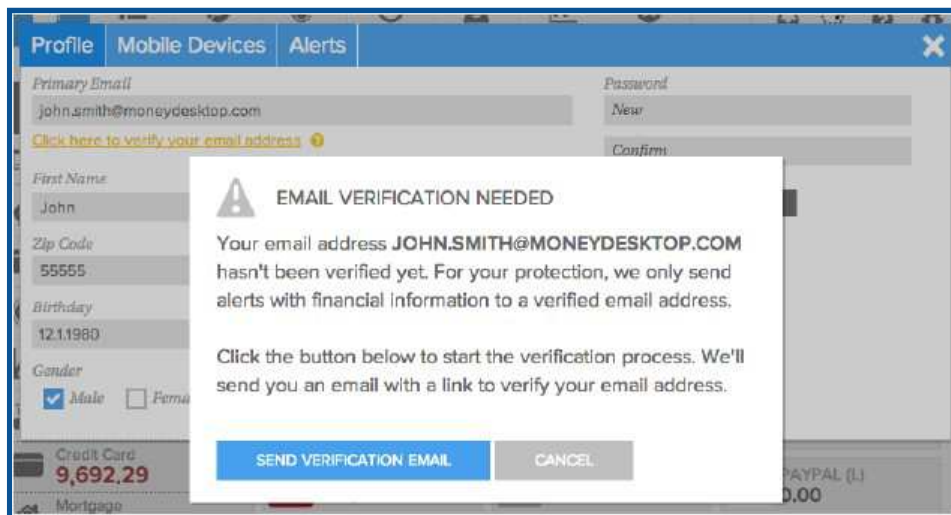 Profile
Mobile Devices
Alerts
Primary Email
john.smith@moneydesktop.com
Click here to verify your email address
Password
New
Confirm
First Name
John
Zip Code
55555
Birthday
12.1.1980
Gender
Male
EMAIL VERIFICATION NEEDED
Your email address JOHN.SMITH@MONEYDESKTOP.COM
hasn't been verified yet. For your protection, we only send
alerts with financial information to a verified email address.
Click the button below to start the verification process. We'll
send you an email with a link to verify your email address.
SEND VERIFICATION EMAIL
CANCEL
Credit Card
9,692.29
Mortgage
PAYPAL (L)
0.00